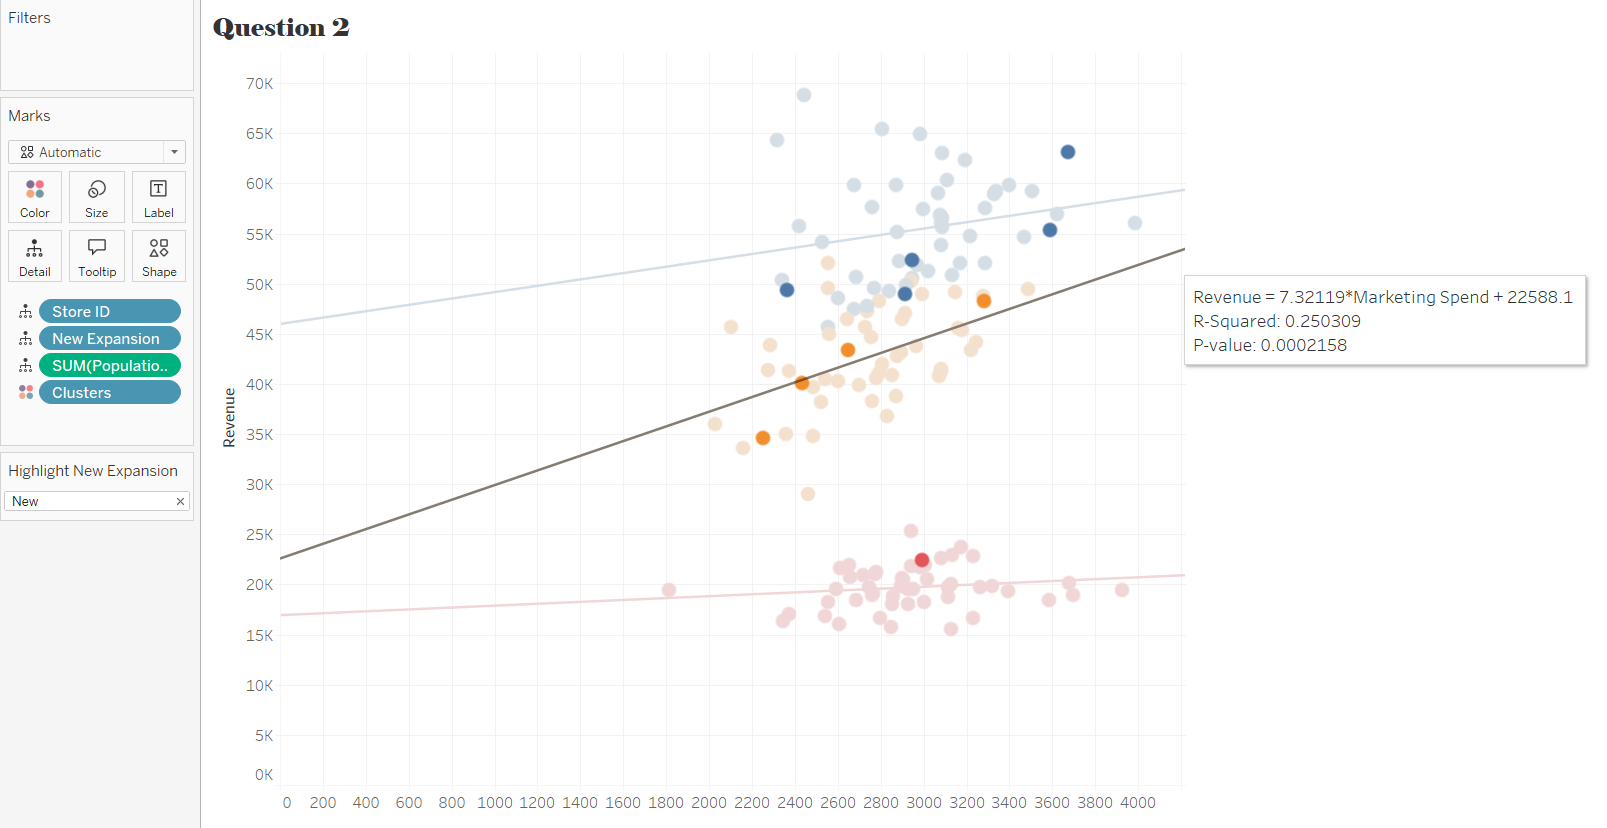 Filters
Marks
Automatic
Color
Size
Label
Detail
Tooltip
Shape
Store ID
New Expansion
SUM(Populatio..
Clusters
Highlight New Expansion
New
Question 2
Revenue
70K
65K
60K
55K
50K
45K
40K
35K
30K
25K
20K
15K
10K
5K
0K
0 200 400 600 800 1000 1200 1400 1600 1800 2000 2200 2400 2600 2800 3000 3200 3400 3600 3800 4000
Revenue = 7.32119*Marketing Spend + 22588.1
R-Squared: 0.250309
P-value: 0.0002158